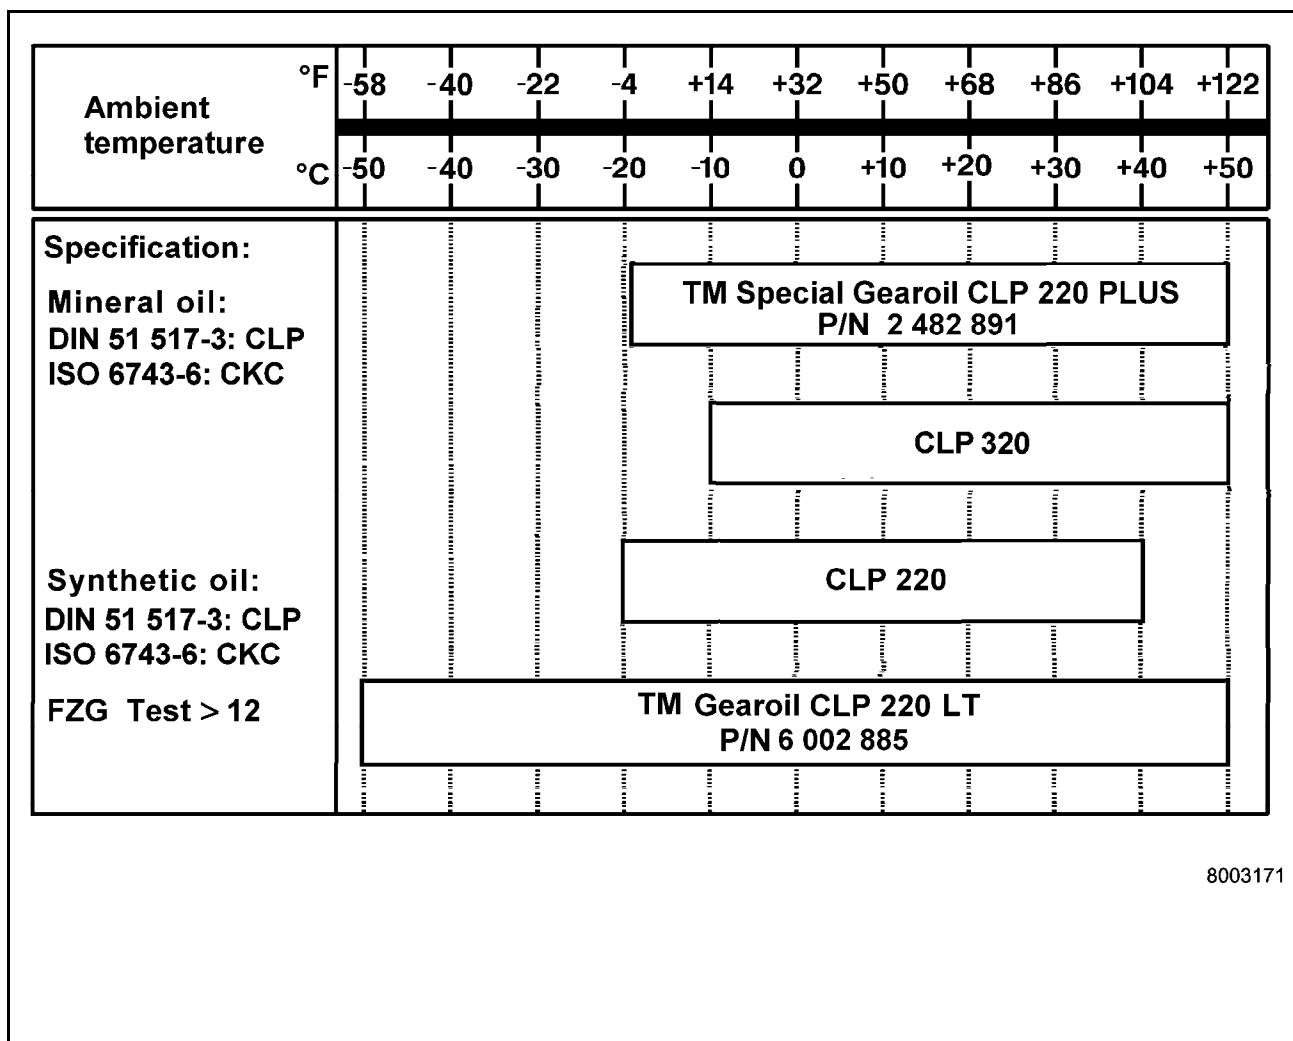 °F -58 -40 -22 -4 +14 +32 +50 +68 +86 +104 +122
Ambient
temperature
°C -50 -40 -30 -20 -10 0 +10 +20 +30 +40 +50
Specification:
Mineral oil:
DIN 51 517-3: CLP
ISO 6743-6: CKC
TM Special Gearoil CLP 220 PLUS
P/N 2 482 891
CLP 320
Synthetic oil:
DIN 51 517-3: CLP
ISO 6743-6: CKC
CLP 220
FZG Test > 12
TM Gearoil CLP 220 LT
P/N 6 002 885
8003171